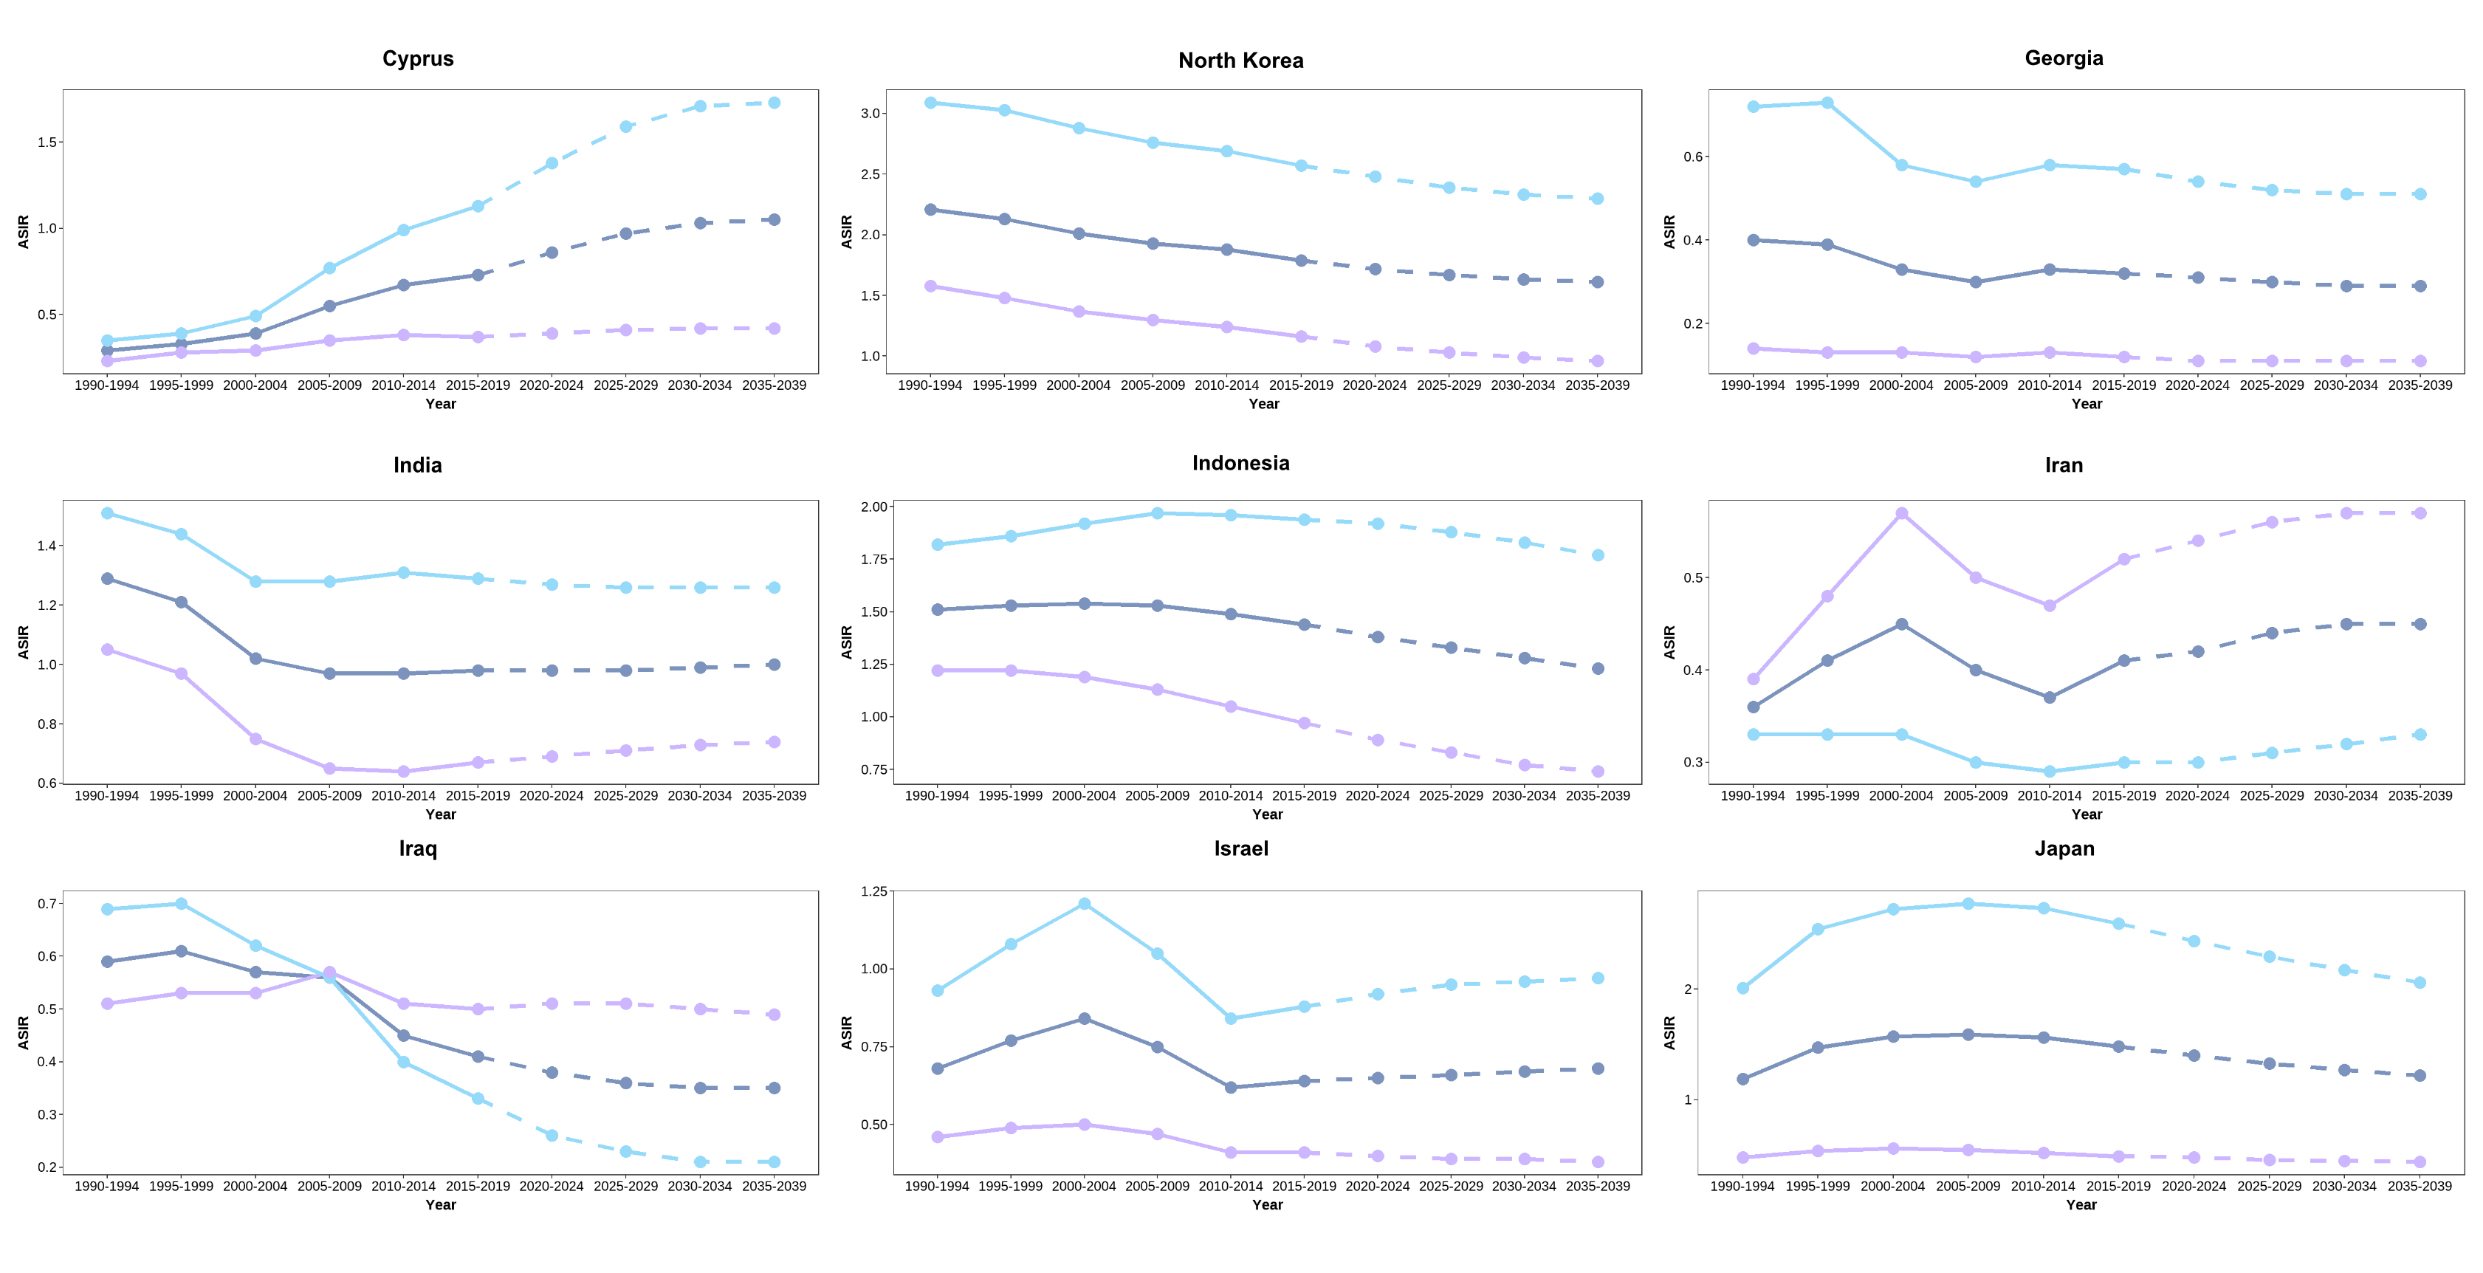 Cyprus
North Korea
Georgia
ASIR
1.5
1.0
0.5
1990-1994 1995-1999 2000-2004 2005-2009 2010-2014 2015-2019 2020-2024 2025-2029 2030-2034 2035-2039
Year
ASIR
3.0
2.5
2.0
1.5
1.0
1990-1994 1995-1999 2000-2004 2005-2009 2010-2014 2015-2019 2020-2024 2025-2029 2030-2034 2035-2039
Year
ASIR
0.6
0.4
0.2
1990-1994 1995-1999 2000-2004 2005-2009 2010-2014 2015-2019 2020-2024 2025-2029 2030-2034 2035-2039
Year
India
Indonesia
Iran
ASIR
1.4
1.2
1.0
0.8
0.6
1990-1994 1995-1999 2000-2004 2005-2009 2010-2014 2015-2019 2020-2024 2025-2029 2030-2034 2035-2039
Year
ASIR
2.00
1.75
1.50
1.25
1.00
0.75
1990-1994 1995-1999 2000-2004 2005-2009 2010-2014 2015-2019 2020-2024 2025-2029 2030-2034 2035-2039
Year
ASIR
0.5
0.4
0.3
1990-1994 1995-1999 2000-2004 2005-2009 2010-2014 2015-2019 2020-2024 2025-2029 2030-2034 2035-2039
Year
Iraq
Israel
Japan
ASIR
0.7
0.6
0.5
0.4
0.3
0.2
1990-1994 1995-1999 2000-2004 2005-2009 2010-2014 2015-2019 2020-2024 2025-2029 2030-2034 2035-2039
Year
ASIR
1.25
1.00
0.75
0.50
1990-1994 1995-1999 2000-2004 2005-2009 2010-2014 2015-2019 2020-2024 2025-2029 2030-2034 2035-2039
Year
ASIR
2
1
1990-1994 1995-1999 2000-2004 2005-2009 2010-2014 2015-2019 2020-2024 2025-2029 2030-2034 2035-2039
Year